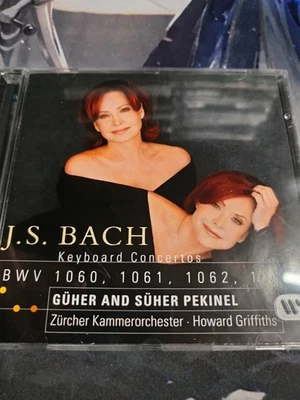 J.S. BACH
Keyboard Concertos
BWV 1060, 1061, 1062,
GÜHER AND SÜHER PEKINEL
Zürcher Kammerorchester · Howard Griffiths